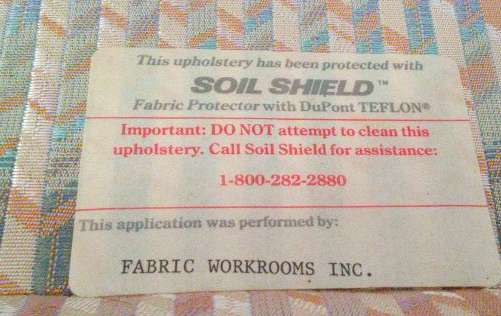 This upholstery has been protected with
SOIL SHIELD™
Fabric Protector with DuPont TEFLON®
Important: DO NOT attempt to clean this
upholstery. Call Soil Shield for assistance:
1-800-282-2880
This application was performed by:
FABRIC WORKROOMS INC.